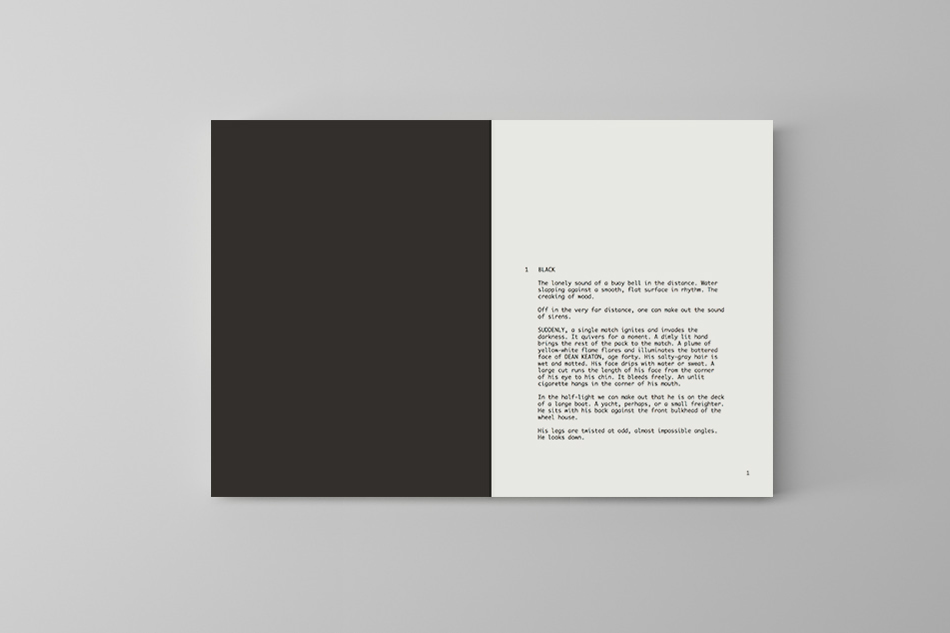 1 BLACK
The lonely sound of a buoy bell in the distance. Water
slapping against a smooth, flat surface in rhythm. The
creaking of wood.
Off in the very far distance, one can make out the sound
of sirens.
SUDDENLY, a single match ignites and invades the
darkness. It quivers for a moment. A dimly lit hand
brings the rest of the pack to the match. A plume of
yellow-white flame flares and illuminates the battered
face of DEAN KEATON, age forty. His salty-gray hair is
wet and matted. His face drips with water or sweat. A
large cut runs the length of his face from the corner
of his eye to his chin. It bleeds freely. An unlit
cigarette hangs in the corner of his mouth.
In the half-light we can make out that he is on the deck
of a large boat. A yacht, perhaps, or a small freighter.
He sits with his back against the front bulkhead of the
wheel house.
His legs are twisted at odd, almost impossible angles.
He looks down.
1